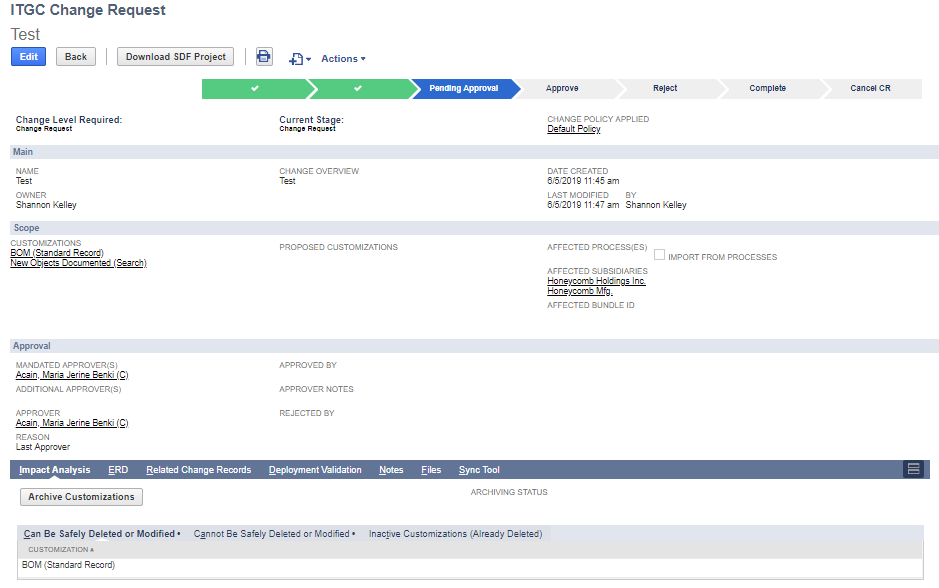 ITGC Change Request
Test
Edit Back Download SDF Project Actions
Pending Approval Approve Reject Complete Cancel CR
Change Level Required: Current Stage: CHANGE POLICY APPLIED
Change Request Change Request Default Policy
Main
NAME CHANGE OVERVIEW DATE CREATED
Test Test 6/5/2019 11:45 am
OWNER LAST MODIFIED BY
Shannon Kelley 6/5/2019 11:47 am Shannon Kelley
Scope
CUSTOMIZATIONS PROPOSED CUSTOMIZATIONS AFFECTED PROCESS(ES)
BOM (Standard Record) IMPORT FROM PROCESSES
New Objects Documented (Search)
AFFECTED SUBSIDIARIES
Honeycomb Holdings Inc.
Honeycomb Mfg.
AFFECTED BUNDLE ID
Approval
MANDATED APPROVER(S) APPROVED BY
Acain, Maria Jerine Benki (C)
ADDITIONAL APPROVER(S) APPROVER NOTES
APPROVER REJECTED BY
Acain, Maria Jerine Benki (C)
REASON
Last Approver
Impact Analysis ERD Related Change Records Deployment Validation Notes Files Sync Tool
Archive Customizations ARCHIVING STATUS
Can Be Safely Deleted or Modified • Cannot Be Safely Deleted or Modified • Inactive Customizations (Already Deleted)
CUSTOMIZATION ▲
BOM (Standard Record)